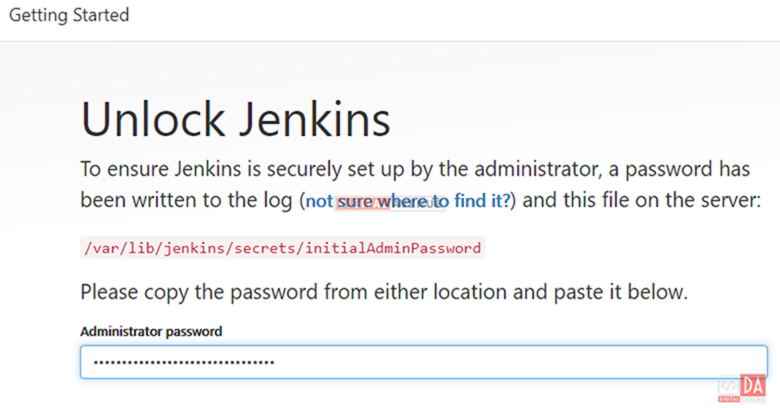 Getting Started
Unlock Jenkins
To ensure Jenkins is securely set up by the administrator, a password has
been written to the log (not sure where to find it?) and this file on the server:
/var/lib/jenkins/secrets/initialAdminPassword
Please copy the password from either location and paste it below.
Administrator password
••••••••••••••••••••••••••••••••
SDA
DIGITAL